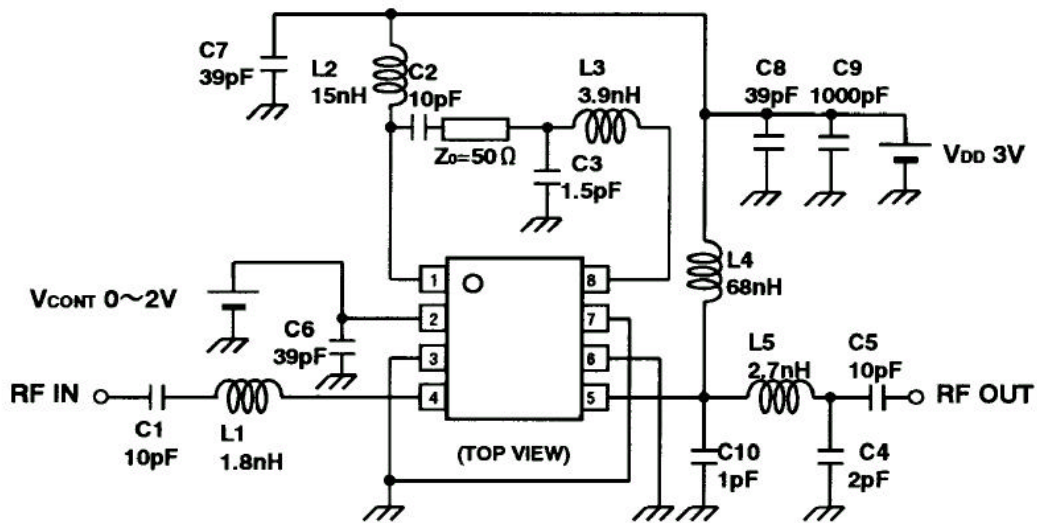 C7
39pF
L2
15nH
C2
10pF
L3
3.9nH
C8
39pF
C9
1000pF
Z₀=50 Ω
C3
1.5pF
VDD 3V
VCONT 0～2V
C6
39pF
1
2
3
4
8
7
6
5
L4
68nH
L5
2.7nH
C5
10pF
RF IN
C1
10pF
L1
1.8nH
(TOP VIEW)
C10
1pF
C4
2pF
RF OUT